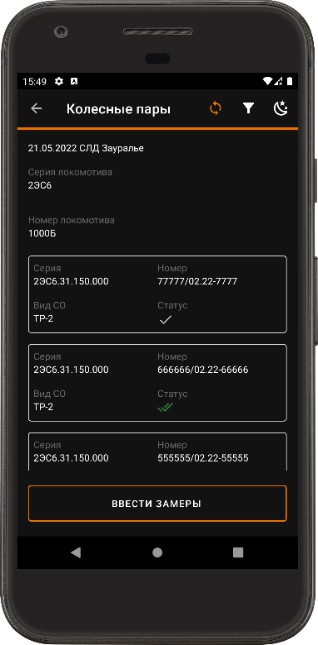 15:49
Колесные пары
21.05.2022 СЛД Зауралье
Серия локомотива
2ЭС6
Номер локомотива
1000Б
Серия Номер
2ЭС6.31.150.000 77777/02.22-7777
Вид СО Статус
ТР-2
Серия Номер
2ЭС6.31.150.000 666666/02.22-66666
Вид СО Статус
ТР-2
Серия Номер
2ЭС6.31.150.000 555555/02.22-55555
ВВЕСТИ ЗАМЕРЫ